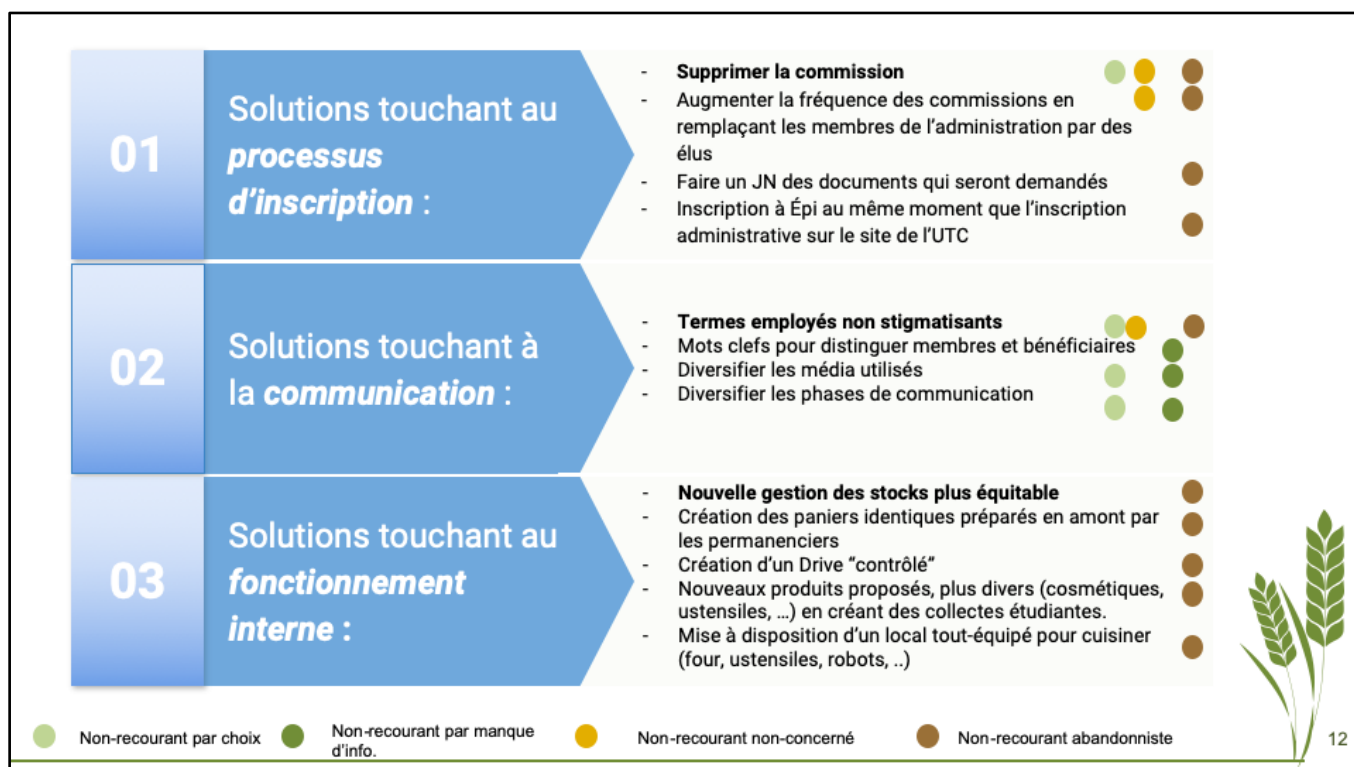 01
Solutions touchant au
processus
d'inscription :
- Supprimer la commission
- Augmenter la fréquence des commissions en
remplaçant les membres de l'administration par des
élus
- Faire un JN des documents qui seront demandés
- Inscription à Épi au même moment que l'inscription
administrative sur le site de l'UTC
02
Solutions touchant à
la communication :
- Termes employés non stigmatisants
- Mots clefs pour distinguer membres et bénéficiaires
- Diversifier les média utilisés
- Diversifier les phases de communication
03
Solutions touchant au
fonctionnement
interne :
- Nouvelle gestion des stocks plus équitable
- Création des paniers identiques préparés en amont par
les permanenciers
- Création d'un Drive "contrôlé"
- Nouveaux produits proposés, plus divers (cosmétiques,
ustensiles, ...) en créant des collectes étudiantes.
- Mise à disposition d'un local tout-équipé pour cuisiner
(four, ustensiles, robots, ..)
Non-recourant par choix
Non-recourant par manque
d'info.
Non-recourant non-concerné
Non-recourant abandonniste
12